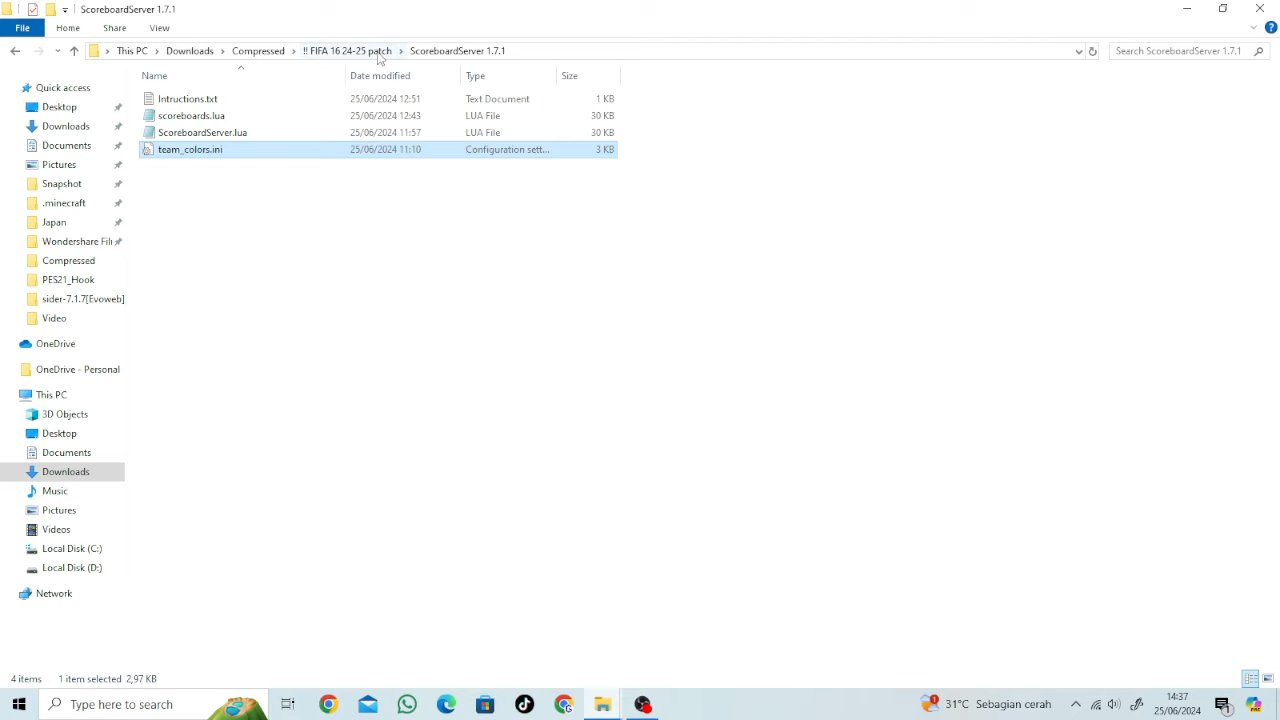 ScoreboardServer 1.7.1
File Home Share View
This PC Downloads Compressed !! FIFA 16 24-25 patch ScoreboardServer 1.7.1 Search ScoreboardServer 1.7.1
Name Date modified Type Size
Intructions.txt 25/06/2024 12:51 Text Document 1 KB
scoreboards.lua 25/06/2024 12:43 LUA File 30 KB
ScoreboardServer.lua 25/06/2024 11:57 LUA File 30 KB
team_colors.ini 25/06/2024 11:10 Configuration sett... 3 KB
Quick access
Desktop
Downloads
Documents
Pictures
Snapshot
.minecraft
Japan
Wondershare Fil
Compressed
PES21_Hook
sider-7.1.7[Evoweb]
Video
OneDrive
OneDrive - Personal
This PC
3D Objects
Desktop
Documents
Downloads
Music
Pictures
Videos
Local Disk (C:)
Local Disk (D:)
Network
4 items 1 item selected 2,97 KB
Type here to search 31°C Sebagian cerah 14:37
25/06/2024